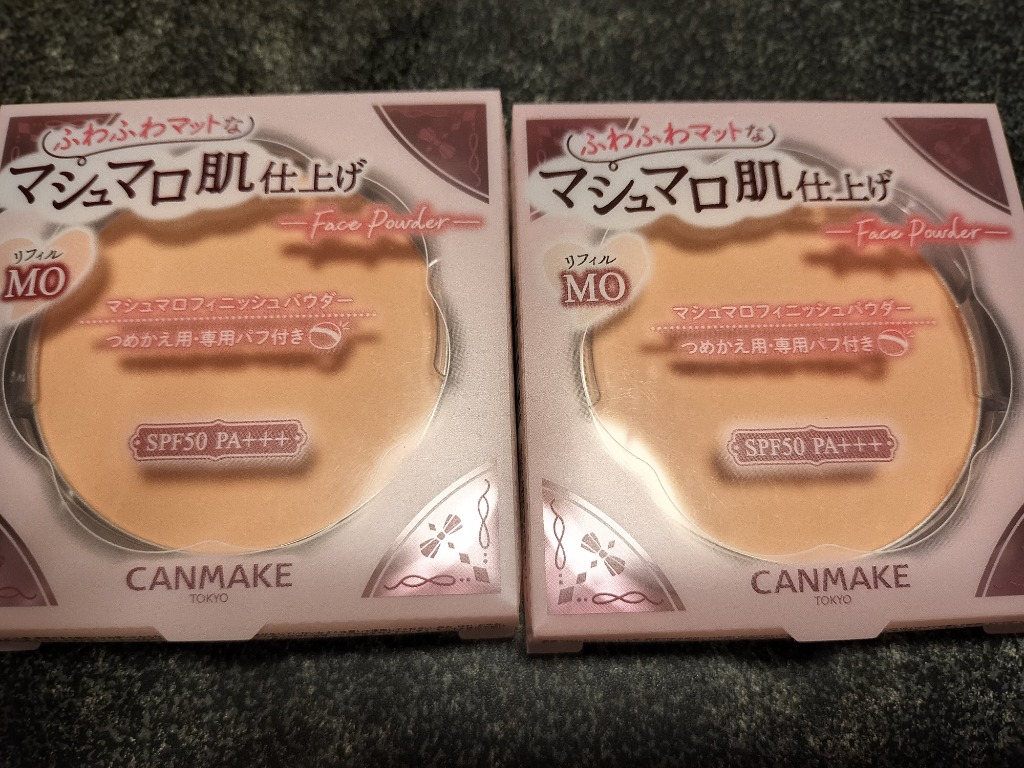 ふわふわマットな
マシュマロ肌仕上げ
Face Powder
リフィル
MO
マシュマロフィニッシュパウダー
つめかえ用・専用パフ付き
SPF50 PA+++
CANMAKE
TOKYO
ふわふわマットな
マシュマロ肌仕上げ
Face Powder
リフィル
MO
マシュマロフィニッシュパウダー
つめかえ用・専用パフ付き
SPF50 PA+++
CANMAKE
TOKYO